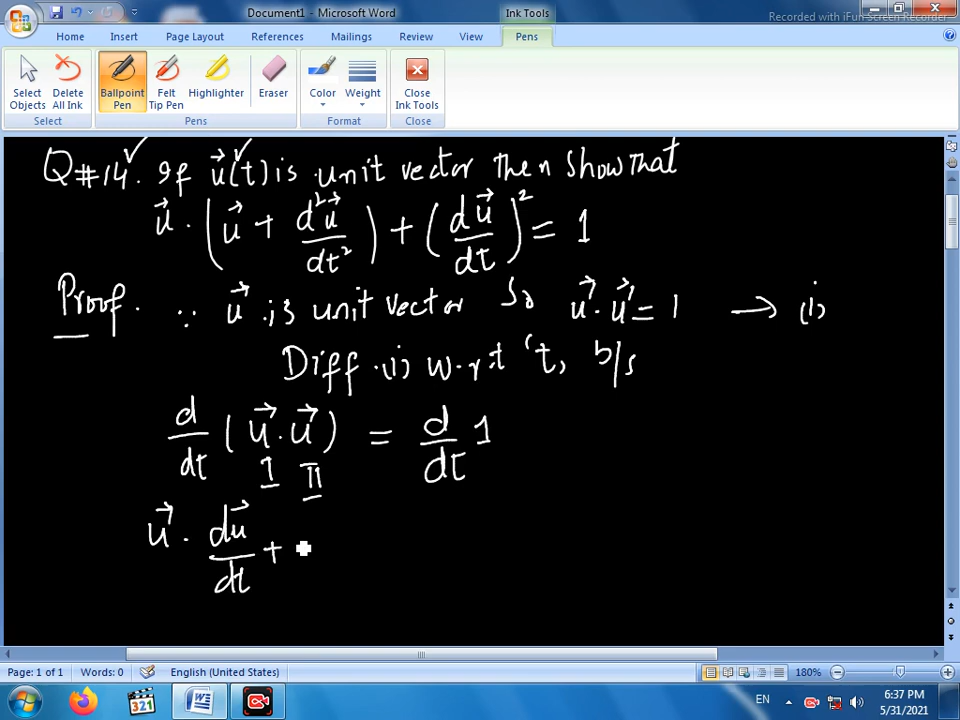 Document1 - Microsoft Word
Ink Tools
Recorded with iFun Screen Recorder
Home Insert Page Layout References Mailings Review View Pens
Select Objects
Delete All Ink
Ballpoint Pen
Felt Tip Pen
Highlighter
Eraser
Color
Weight
Close Ink Tools
Select Pens Format Close
Q#14. If u⃗(t) is unit vector then show that
u⃗ · (u⃗ + d²u⃗/dt²) + (du⃗/dt)² = 1
Proof. ∵ u⃗ is unit vector So u⃗ · u⃗ = 1 → (i)
Diff. (i) w.r.t 't, b/s
d/dt (u⃗ · u⃗) = d/dt 1
I II
u⃗ · du⃗/dt +
Page: 1 of 1 Words: 0 English (United States) 180%
321
EN 6:37 PM
5/31/2021